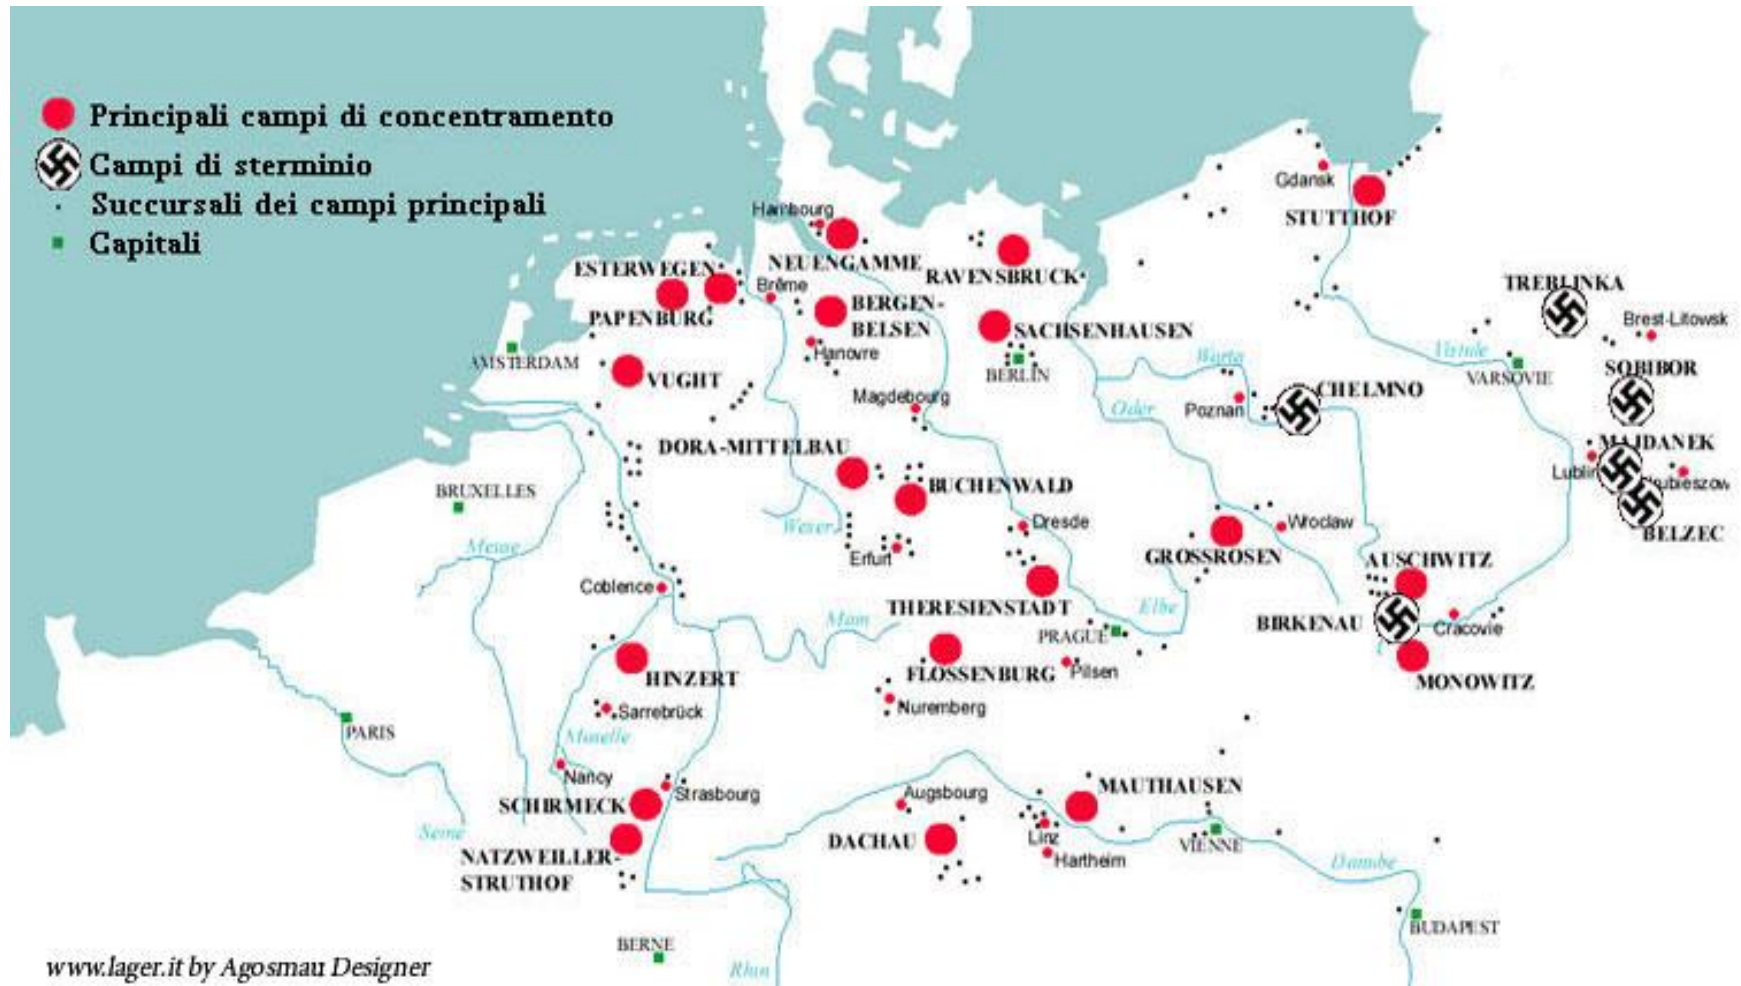 Principali campi di concentramento
Campi di sterminio
Succursali dei campi principali
Capitali
Gdansk
STUTTHOF
Hambourg
NEUENGAMME
ESTERWEGEN
RAVENSBRUCK
Brême
TREBLINKA
PAPENBURG
BERGEN-
BELSEN
SACHSENHAUSEN
Brest-Litowsk
Hanovre
AMSTERDAM
BERLIN
Warta
Vistule
VARSOVIE
SOBIBOR
VUGHT
Magdebourg
Oder
Poznan
CHELMNO
DORA-MITTELBAU
MAJDANEK
Lublin
BRUXELLES
BUCHENWALD
Weser
Dresde
Wroclaw
BELZEC
Meuse
Erfurt
GROSSROSEN
AUSCHWITZ
Coblence
THERESIENSTADT
Elbe
Main
PRAGUE
BIRKENAU
Cracovie
HINZERT
FLOSSENBURG
Pilsen
MONOWITZ
Sarrebrück
Nuremberg
PARIS
Moselle
Nancy
SCHIRMECK
Strasbourg
Augsbourg
MAUTHAUSEN
Seine
DACHAU
Linz
VIENNE
NATZWEILLER-
STRUTHOF
Hartheim
Danube
BUDAPEST
BERNE
Rhin
www.lager.it by Agosmau Designer